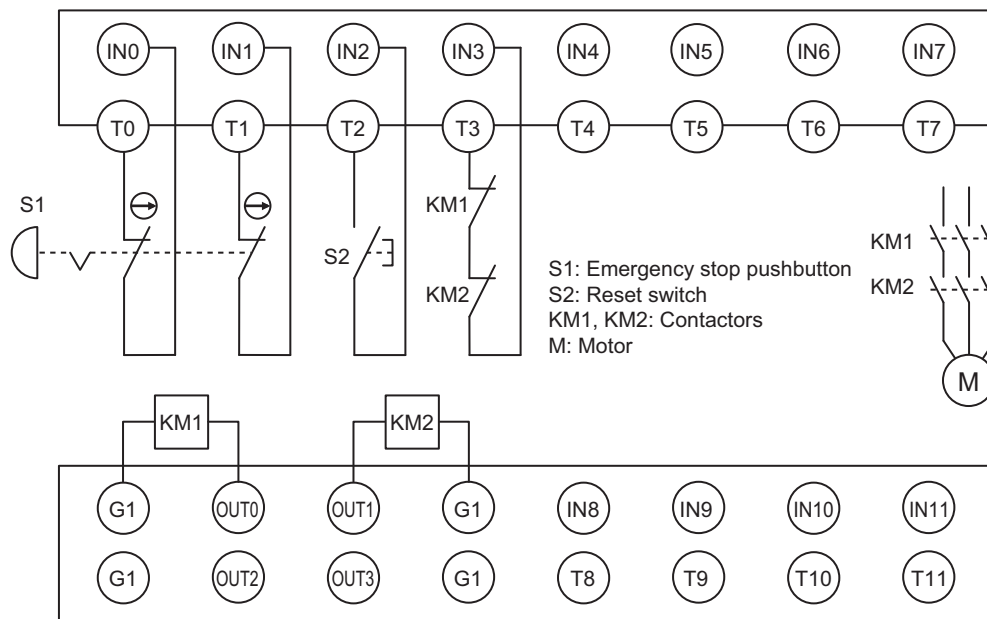 IN0 IN1 IN2 IN3 IN4 IN5 IN6 IN7
T0 T1 T2 T3 T4 T5 T6 T7
S1
KM1
S2
KM2
S1: Emergency stop pushbutton
S2: Reset switch
KM1, KM2: Contactors
M: Motor
KM1
KM2
M
KM1 KM2
G1 OUT0 OUT1 G1 IN8 IN9 IN10 IN11
G1 OUT2 OUT3 G1 T8 T9 T10 T11